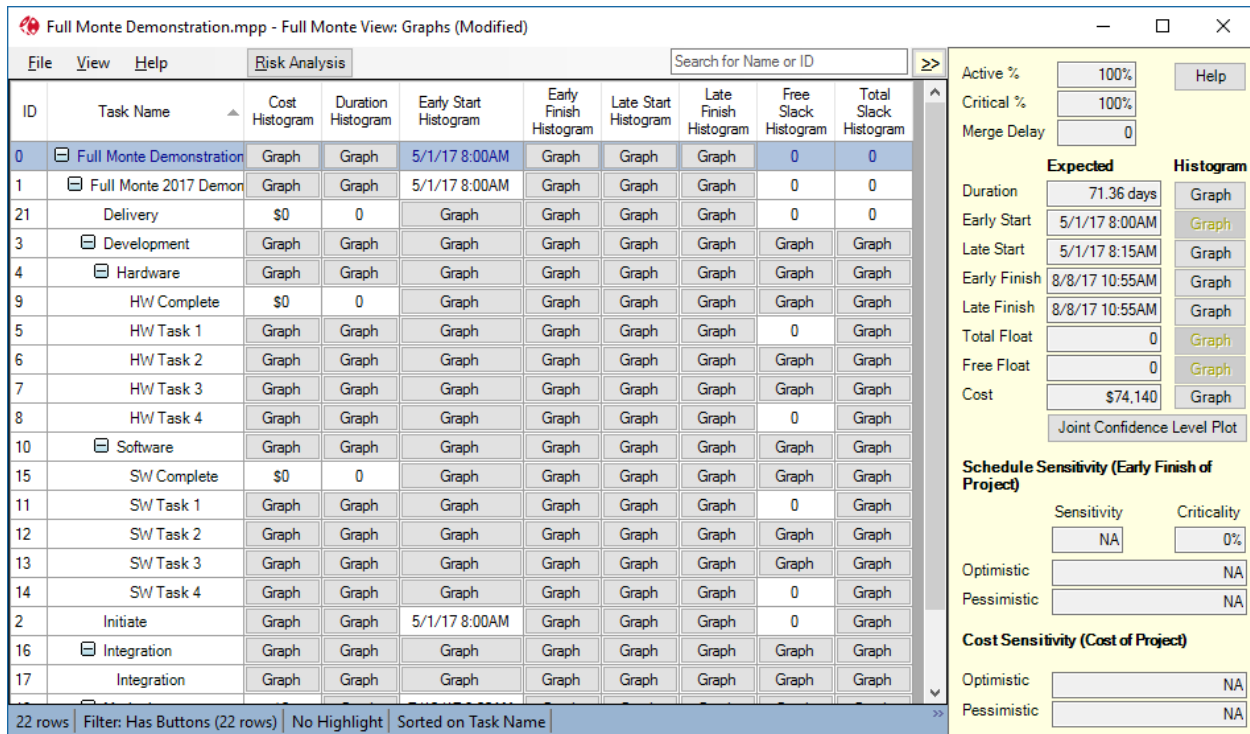 Full Monte Demonstration.mpp - Full Monte View: Graphs (Modified)
File View Help Risk Analysis Search for Name or ID >>
ID Task Name Cost Histogram Duration Histogram Early Start Histogram Early Finish Histogram Late Start Histogram Late Finish Histogram Free Slack Histogram Total Slack Histogram
0 Full Monte Demonstration Graph Graph 5/1/17 8:00AM Graph Graph Graph 0 0
1 Full Monte 2017 Demon Graph Graph 5/1/17 8:00AM Graph Graph Graph 0 0
21 Delivery $0 0 Graph Graph Graph Graph 0 0
3 Development Graph Graph Graph Graph Graph Graph Graph Graph
4 Hardware Graph Graph Graph Graph Graph Graph Graph Graph
9 HW Complete $0 0 Graph Graph Graph Graph Graph Graph
5 HW Task 1 Graph Graph Graph Graph Graph Graph 0 Graph
6 HW Task 2 Graph Graph Graph Graph Graph Graph Graph Graph
7 HW Task 3 Graph Graph Graph Graph Graph Graph Graph Graph
8 HW Task 4 Graph Graph Graph Graph Graph Graph 0 Graph
10 Software Graph Graph Graph Graph Graph Graph Graph Graph
15 SW Complete $0 0 Graph Graph Graph Graph Graph Graph
11 SW Task 1 Graph Graph Graph Graph Graph Graph 0 Graph
12 SW Task 2 Graph Graph Graph Graph Graph Graph Graph Graph
13 SW Task 3 Graph Graph Graph Graph Graph Graph Graph Graph
14 SW Task 4 Graph Graph Graph Graph Graph Graph 0 Graph
2 Initiate Graph Graph 5/1/17 8:00AM Graph Graph Graph 0 Graph
16 Integration Graph Graph Graph Graph Graph Graph Graph Graph
17 Integration Graph Graph Graph Graph Graph Graph Graph Graph
22 rows Filter: Has Buttons (22 rows) No Highlight Sorted on Task Name >>
Active % 100% Help
Critical % 100%
Merge Delay 0
Expected Histogram
Duration 71.36 days Graph
Early Start 5/1/17 8:00AM Graph
Late Start 5/1/17 8:15AM Graph
Early Finish 8/8/17 10:55AM Graph
Late Finish 8/8/17 10:55AM Graph
Total Float 0 Graph
Free Float 0 Graph
Cost $74,140 Graph
Joint Confidence Level Plot
Schedule Sensitivity (Early Finish of
Project)
Sensitivity Criticality
NA 0%
Optimistic NA
Pessimistic NA
Cost Sensitivity (Cost of Project)
Optimistic NA
Pessimistic NA